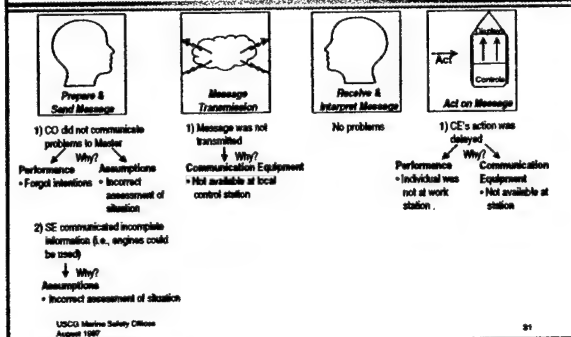 Prepare &
Send Message
1) CO did not communicate
problems to Master
Why?
Performance
• Forgot intentions
Assumptions
• Incorrect
assessment of
situation
2) SE communicated incomplete
information (i.e., engines could
be used)
Why?
Assumptions
• Incorrect assessment of situation
Message
Transmission
1) Message was not
transmitted
Why?
Communication Equipment
• Not available at local
control station
Receive &
Interpret Message
No problems
Act
Displays
Controls
Act on Message
1) CE's action was
delayed
Why?
Performance
• Individual was
not at work
station .
Communication
Equipment
• Not available at
station
USCG Marine Safety Offices
August 1997
31